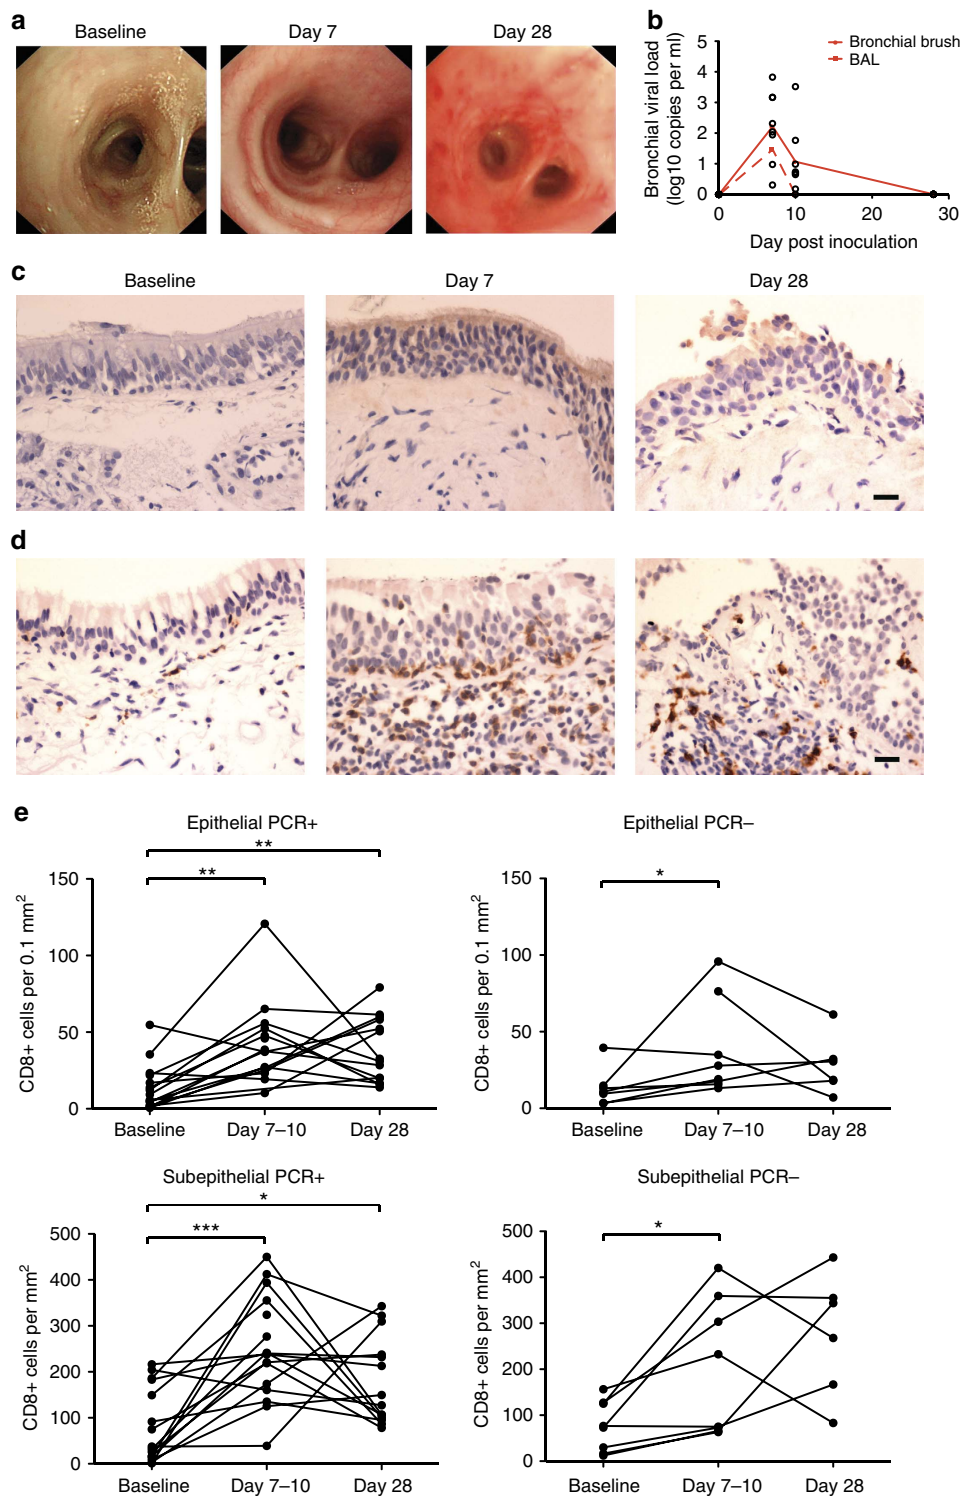 a
Baseline
Day 7
Day 28
b
Bronchial viral load
(log10 copies per ml)
5
4
3
2
1
0
0
10
20
30
Day post inoculation
Bronchial brush
BAL
c
Baseline
Day 7
Day 28
d
e
Epithelial PCR+
**
**
CD8+ cells per 0.1 mm²
150
100
50
0
Baseline
Day 7–10
Day 28
Epithelial PCR–
*
CD8+ cells per 0.1 mm²
150
100
50
0
Baseline
Day 7–10
Day 28
Subepithelial PCR+
*
***
CD8+ cells per mm²
500
400
300
200
100
0
Baseline
Day 7–10
Day 28
Subepithelial PCR–
*
CD8+ cells per mm²
500
400
300
200
100
0
Baseline
Day 7–10
Day 28